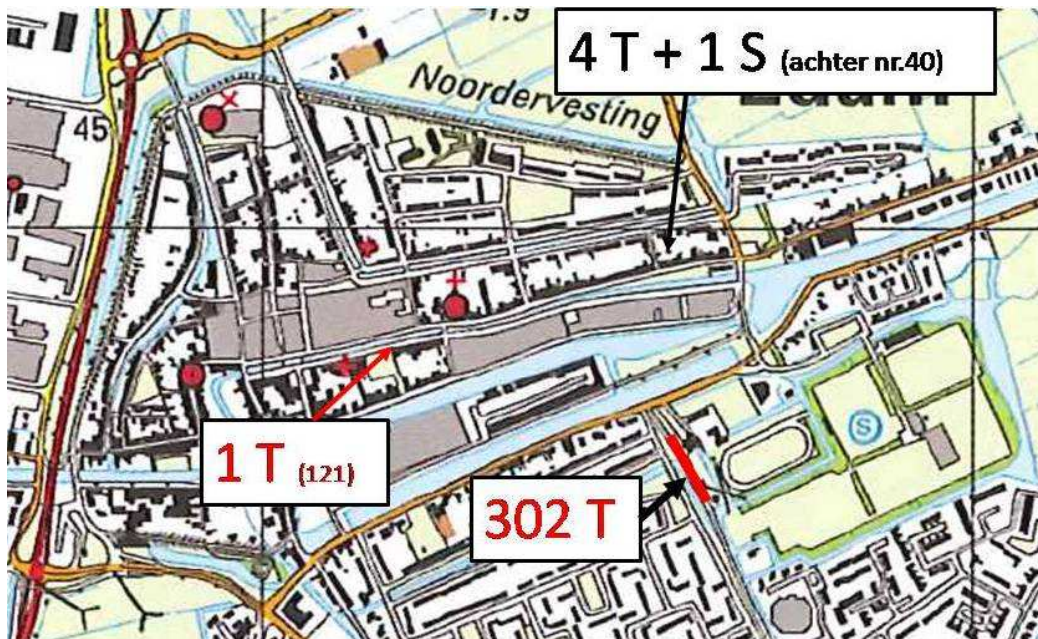 4 T + 1 S (achter nr.40)
Noordervesting
45
S
1 T (121)
302 T